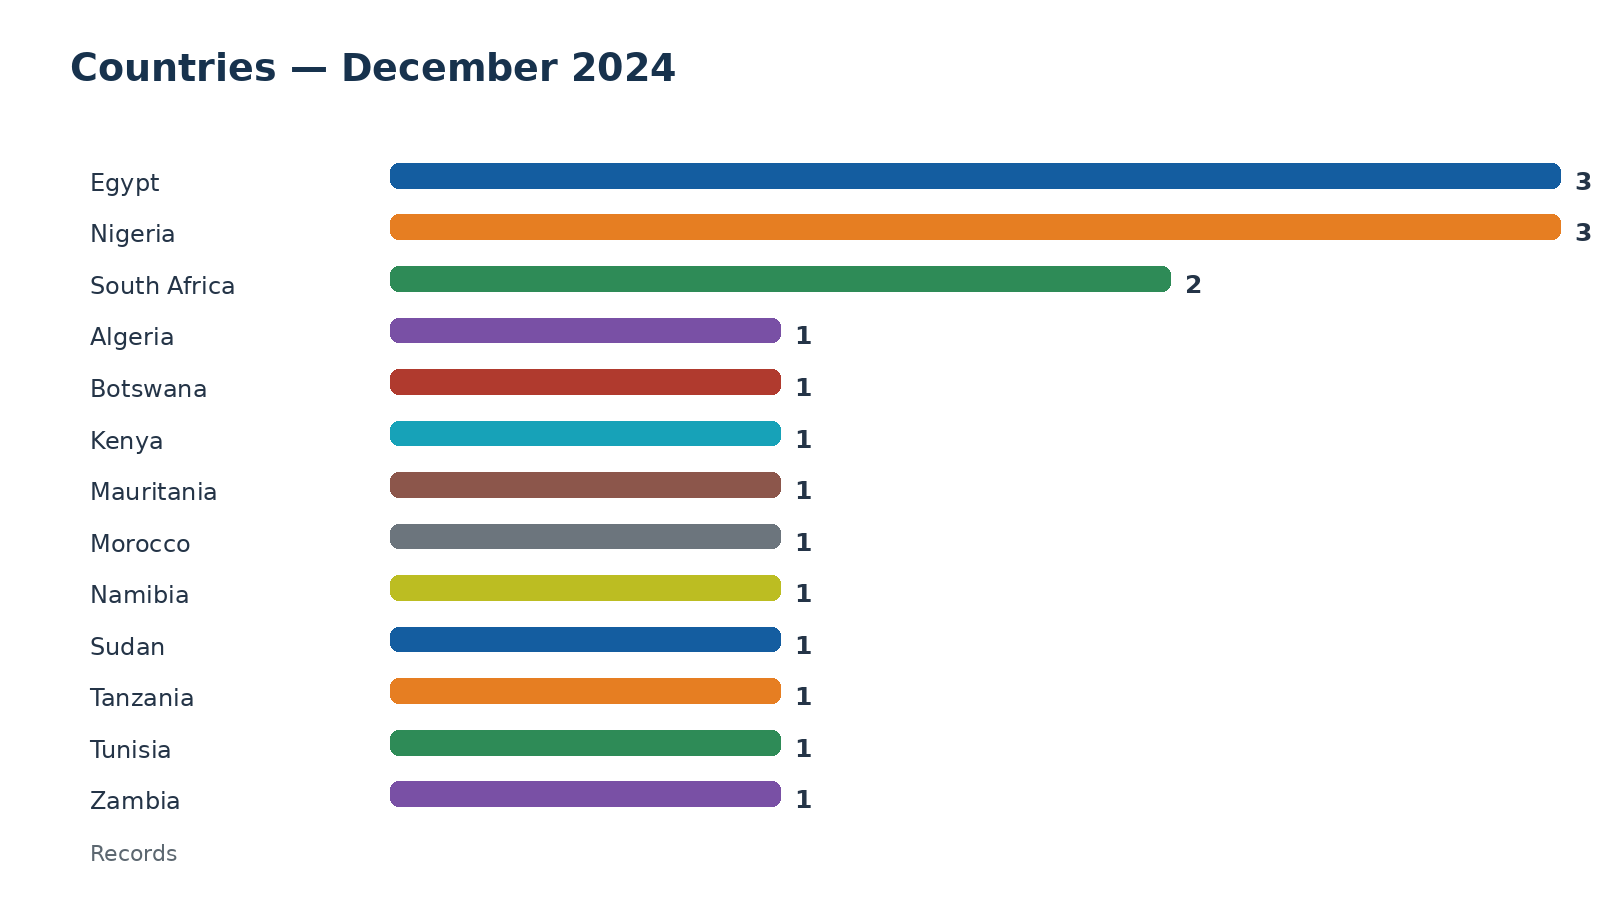 Countries — December 2024
Egypt 3
Nigeria 3
South Africa 2
Algeria 1
Botswana 1
Kenya 1
Mauritania 1
Morocco 1
Namibia 1
Sudan 1
Tanzania 1
Tunisia 1
Zambia 1
Records